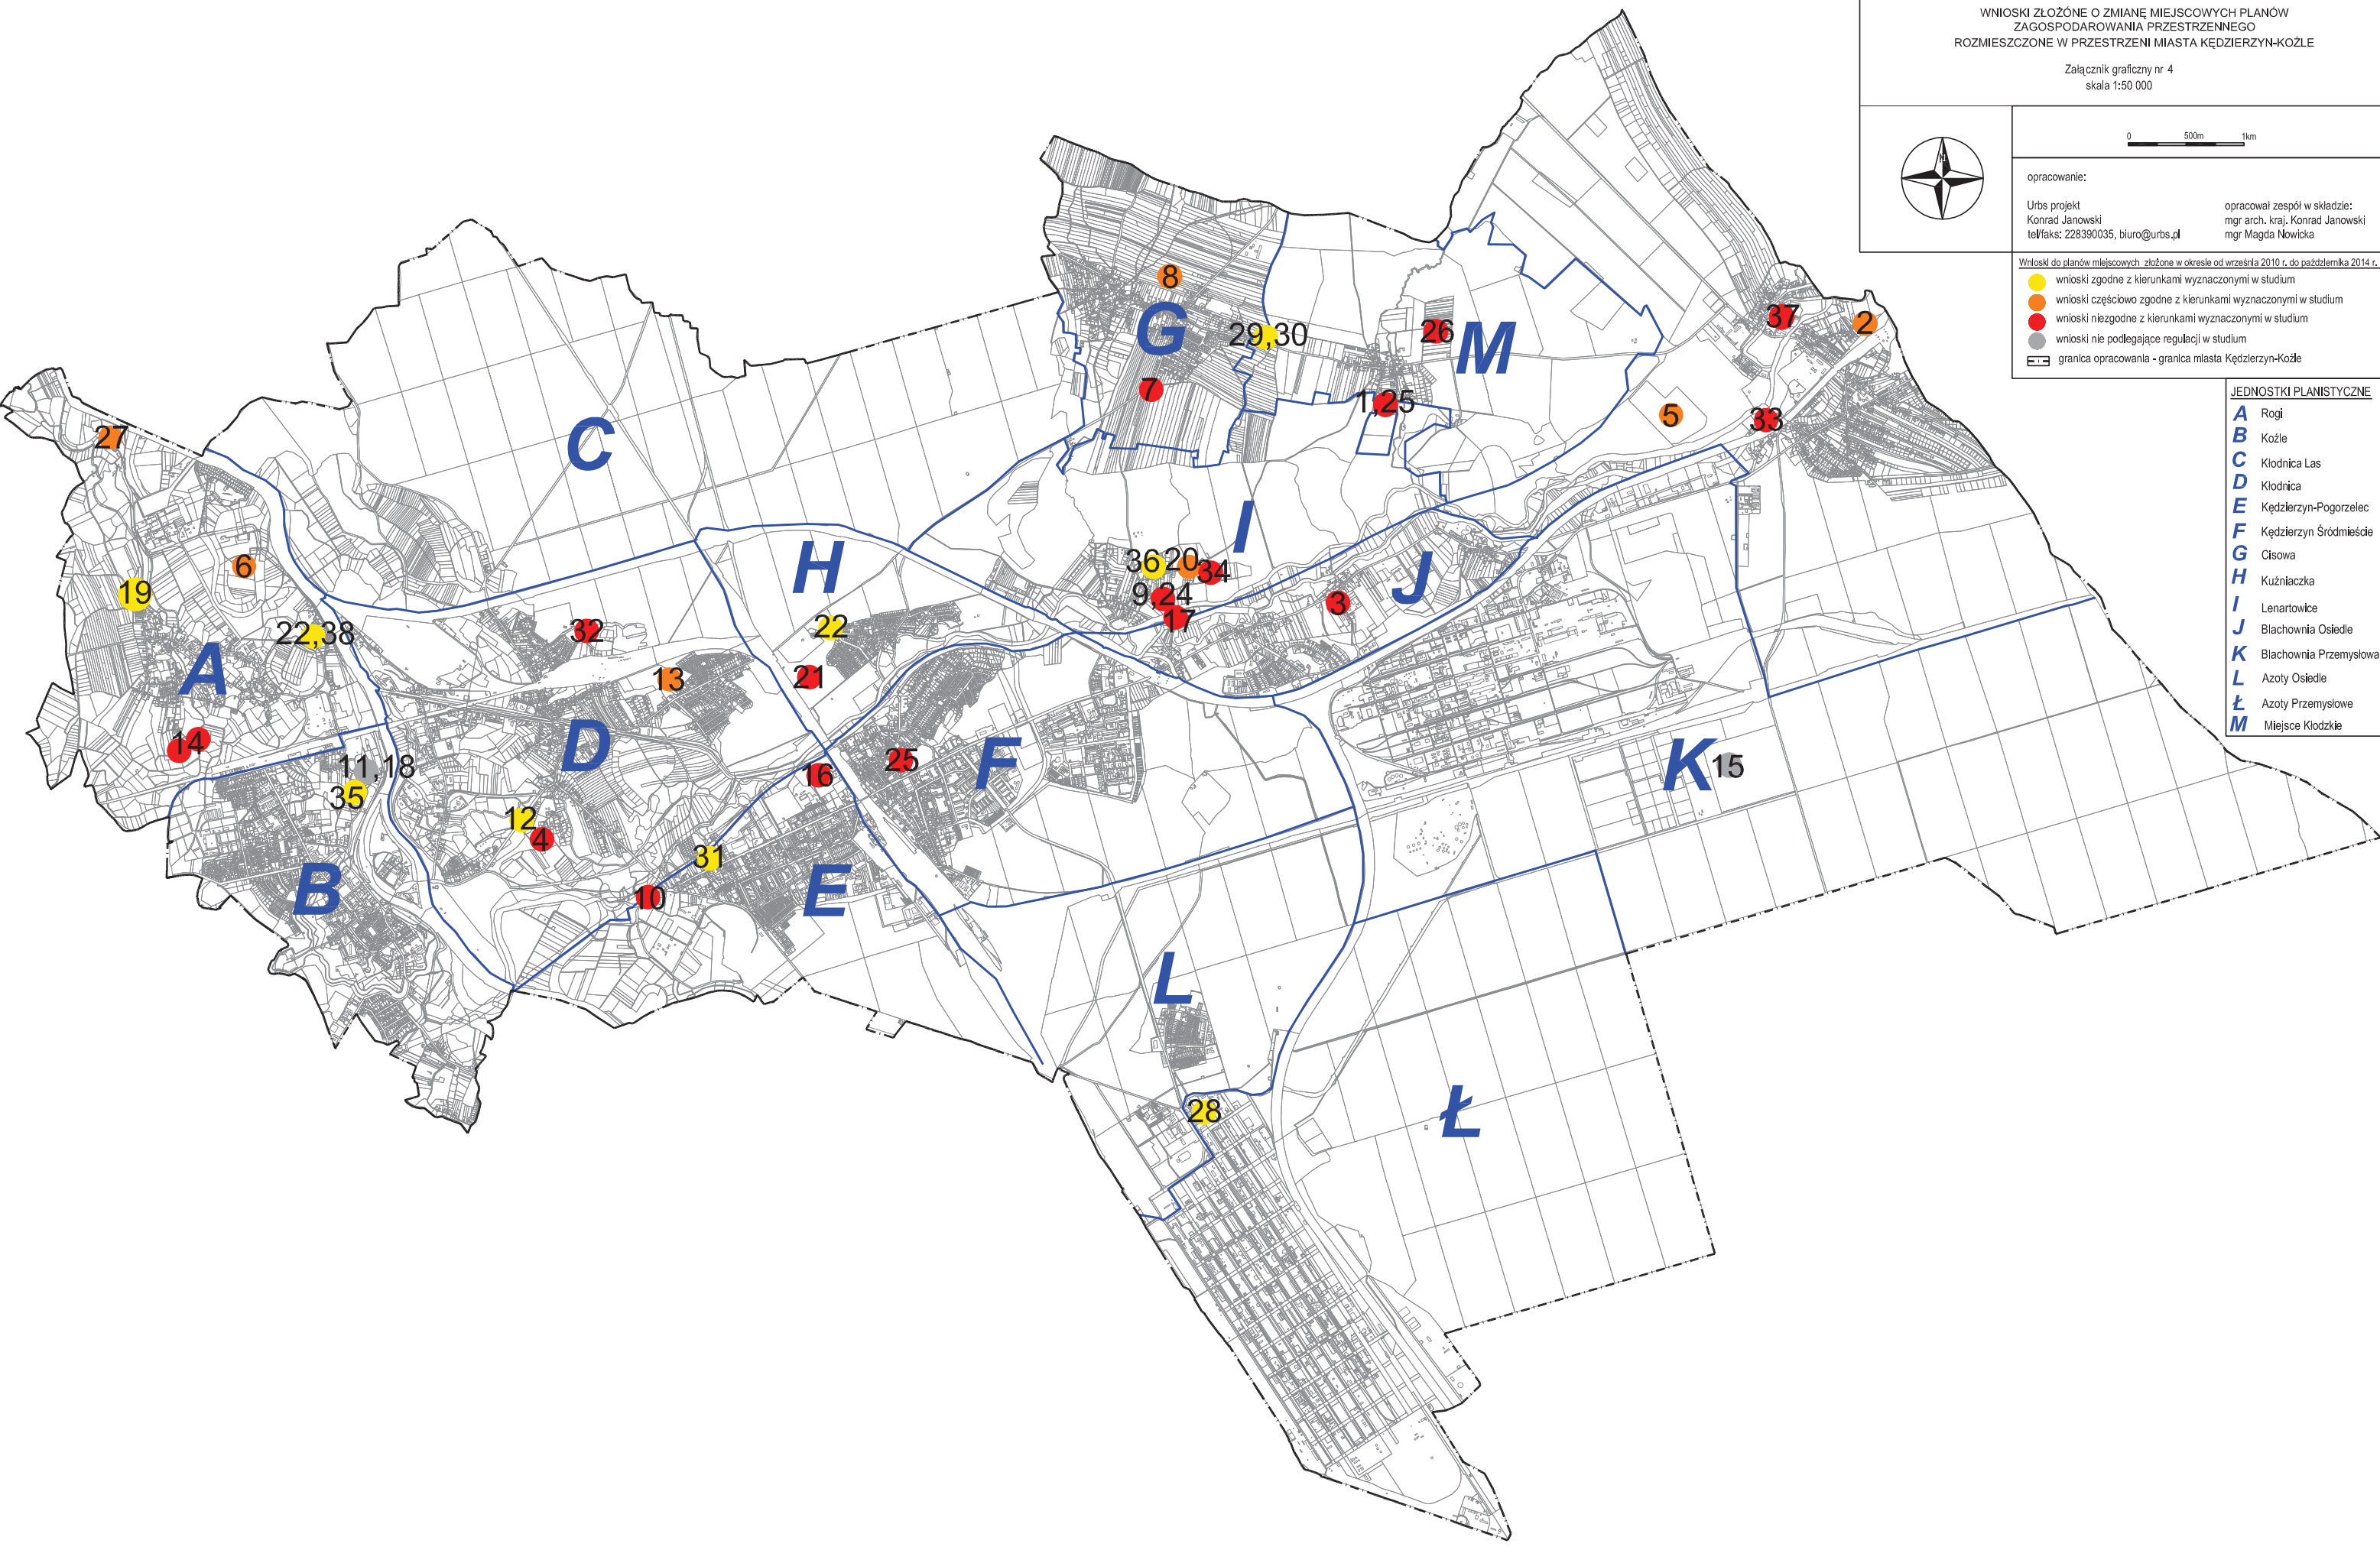 WNIOSKI ZŁOŻÓNE O ZMIANĘ MIEJSCOWYCH PLANÓW
ZAGOSPODAROWANIA PRZESTRZENNEGO
ROZMIESZCZONE W PRZESTRZENI MIASTA KĘDZIERZYN-KOŹLE
Załącznik graficzny nr 4
skala 1:50 000
N
0 500m 1km
opracowanie:
Urbs projekt
Konrad Janowski
tel/faks: 228390035, biuro@urbs.pl
opracował zespół w składzie:
mgr arch. kraj. Konrad Janowski
mgr Magda Nowicka
Wnioski do planów miejscowych złożone w okresie od września 2010 r. do października 2014 r.
wnioski zgodne z kierunkami wyznaczonymi w studium
wnioski częściowo zgodne z kierunkami wyznaczonymi w studium
wnioski niezgodne z kierunkami wyznaczonymi w studium
wnioski nie podlegające regulacji w studium
granica opracowania - granica miasta Kędzierzyn-Koźle
JEDNOSTKI PLANISTYCZNE
A Rogi
B Koźle
C Kłodnica Las
D Kłodnica
E Kędzierzyn-Pogorzelec
F Kędzierzyn Śródmieście
G Cisowa
H Kuźniaczka
I Lenartowice
J Blachownia Osiedle
K Blachownia Przemysłowa
L Azoty Osiedle
Ł Azoty Przemysłowe
M Miejsce Kłodzkie
8
G
29,30
26
M
37
2
7
1,25
5
33
27
C
6
19
22,38
A
14
H
22
21
32
13
D
I
36
20
34
9,24
17
3
J
11,18
35
B
12
4
16
25
F
31
E
10
K
15
L
28
Ł